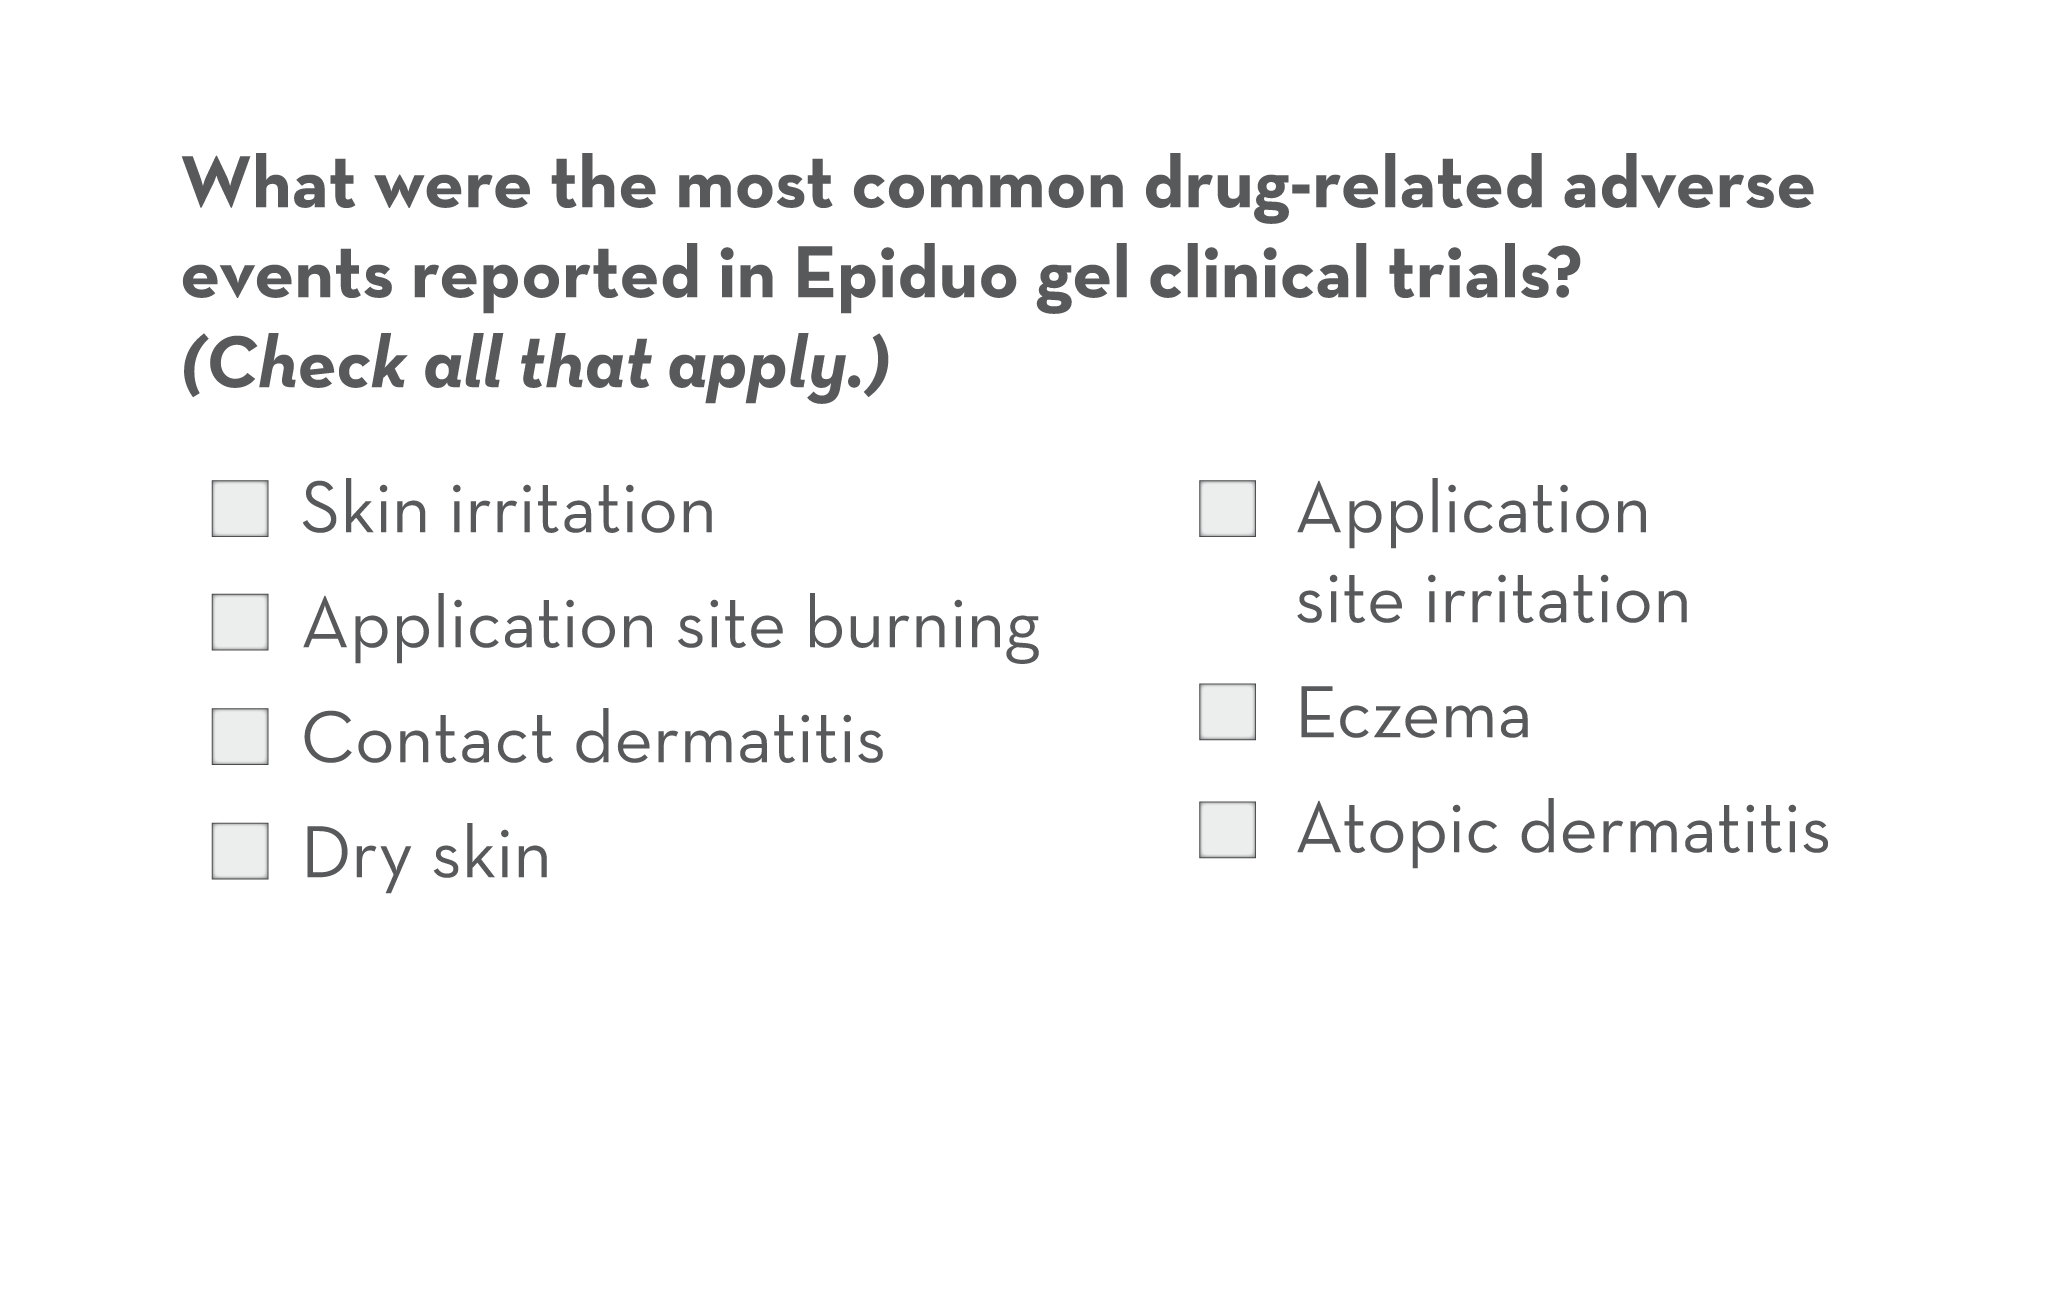 What were the most common drug-related adverse
events reported in Epiduo gel clinical trials?
(Check all that apply.)
Skin irritation
Application site burning
Contact dermatitis
Dry skin
Application
site irritation
Eczema
Atopic dermatitis